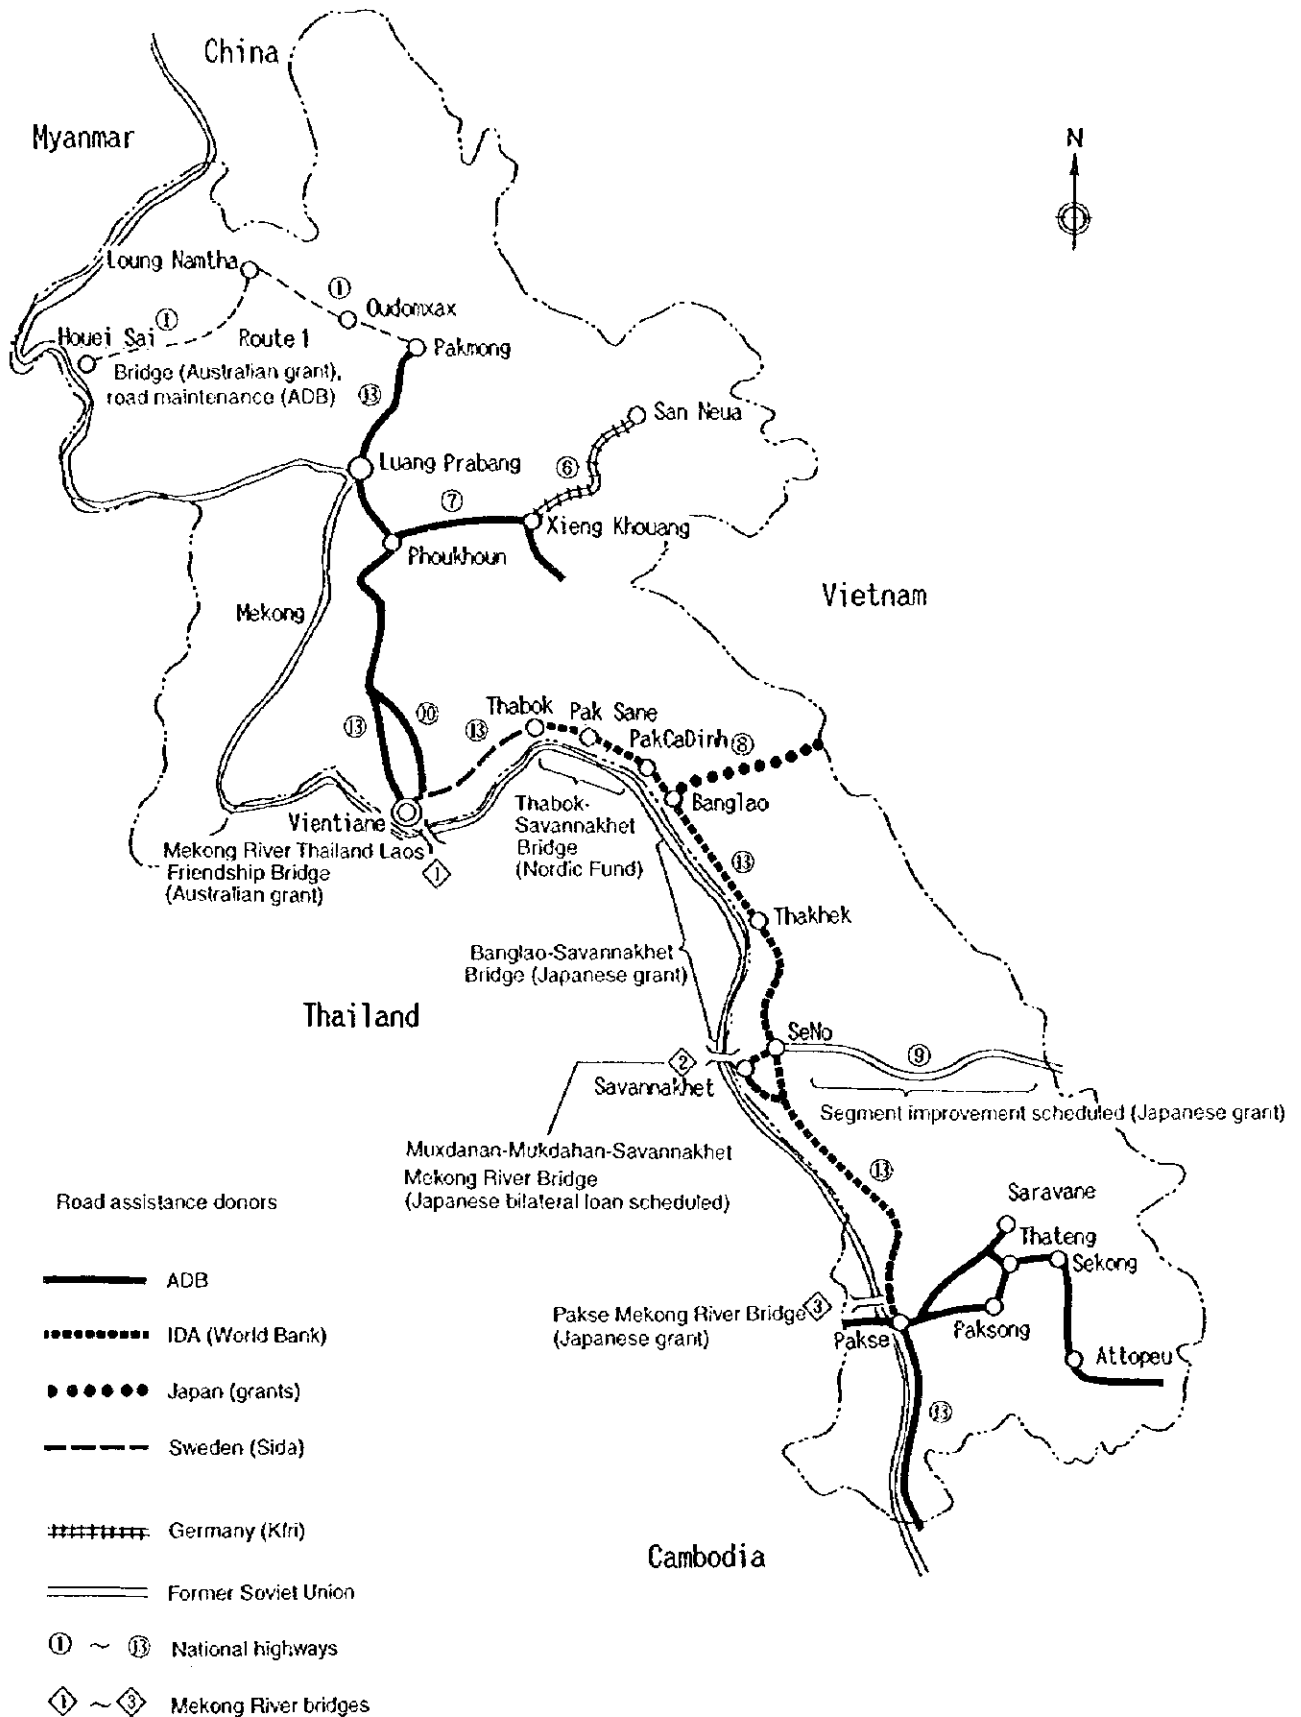 China
Myanmar
N
Loung Namtha
①
Oudomxax
①
Houei Sai
Route 1
Pakmong
Bridge (Australian grant),
road maintenance (ADB)
⑬
San Neua
Luang Prabang
⑥
⑦
Xieng Khouang
Phoukhoun
Vietnam
Mekong
Thabok
Pak Sane
⑬
⑩
⑬
PakCaDinh
⑧
Banglao
Vientiane
Thabok-
Savannakhet
Bridge
(Nordic Fund)
Mekong River Thailand Laos
Friendship Bridge
(Australian grant)
1
⑬
Thakhek
Banglao-Savannakhet
Bridge (Japanese grant)
Thailand
SeNo
⑨
2
Savannakhet
Segment improvement scheduled (Japanese grant)
Muxdanan-Mukdahan-Savannakhet
Mekong River Bridge
(Japanese bilateral loan scheduled)
⑬
Saravane
Thateng
Sekong
Pakse Mekong River Bridge
(Japanese grant)
3
Pakse
Paksong
Attopeu
⑬
Cambodia
Road assistance donors
ADB
IDA (World Bank)
Japan (grants)
Sweden (Sida)
Germany (Kfri)
Former Soviet Union
① ~ ⑬ National highways
1 ~ 3 Mekong River bridges